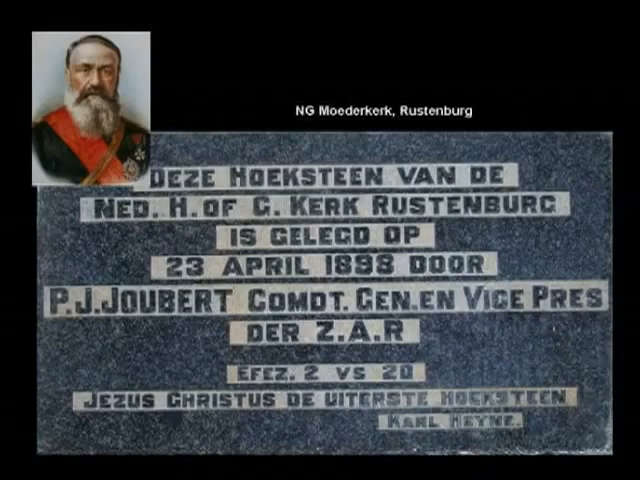 NG Moederkerk, Rustenburg
DEZE HOEKSTEEN VAN DE
NED. H. OF G. KERK RUSTENBURG
IS GELEGD OP
23 APRIL 1898 DOOR
P.J. JOUBERT COMDT. GEN. EN VICE PRES
DER Z.A.R
EFEZ. 2 VS 20
JEZUS CHRISTUS DE UITERSTE HOEKSTEEN
KARL HEYNE.